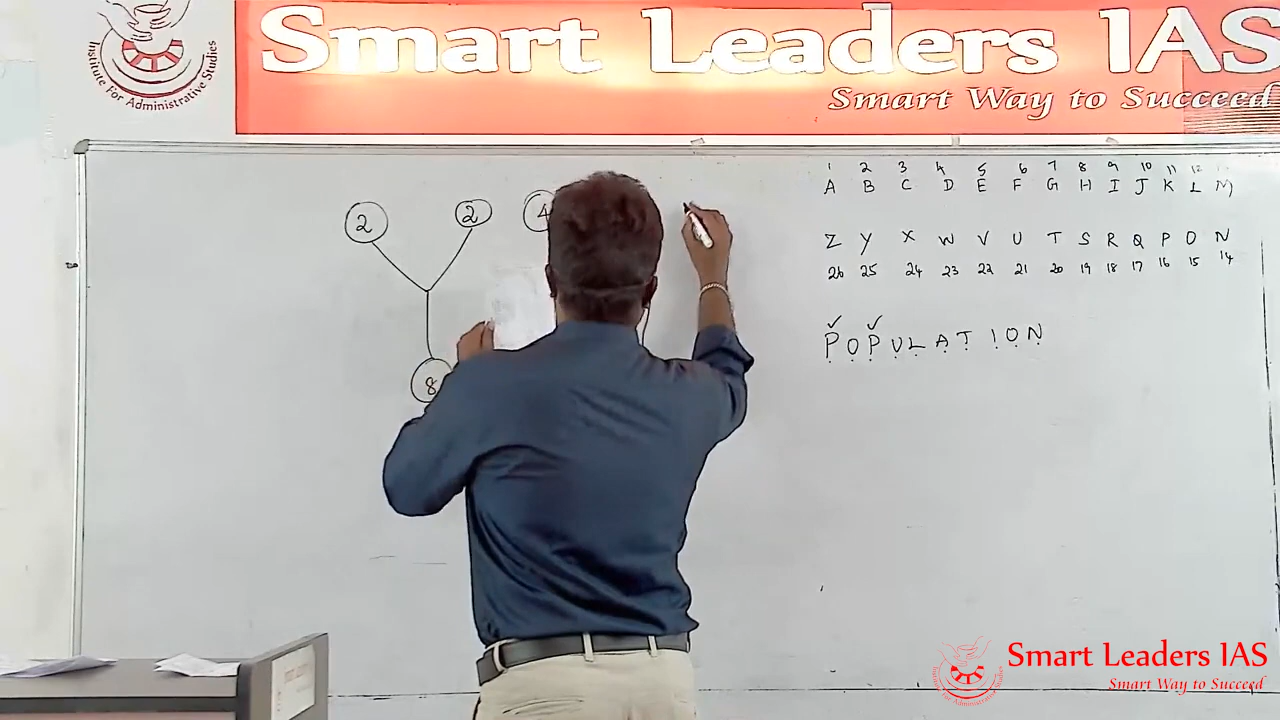 Smart Leaders IAS
Smart Way to Succeed
Institute For Administrative Studies
2 2 4
8
1 2 3 4 5 6 7 8 9 10 11 12
A B C D E F G H I J K L M
Z Y X W V U T S R Q P O N
26 25 24 23 22 21 20 19 18 17 16 15 14
POPULATION
Smart Leaders IAS
Smart Way to Succeed